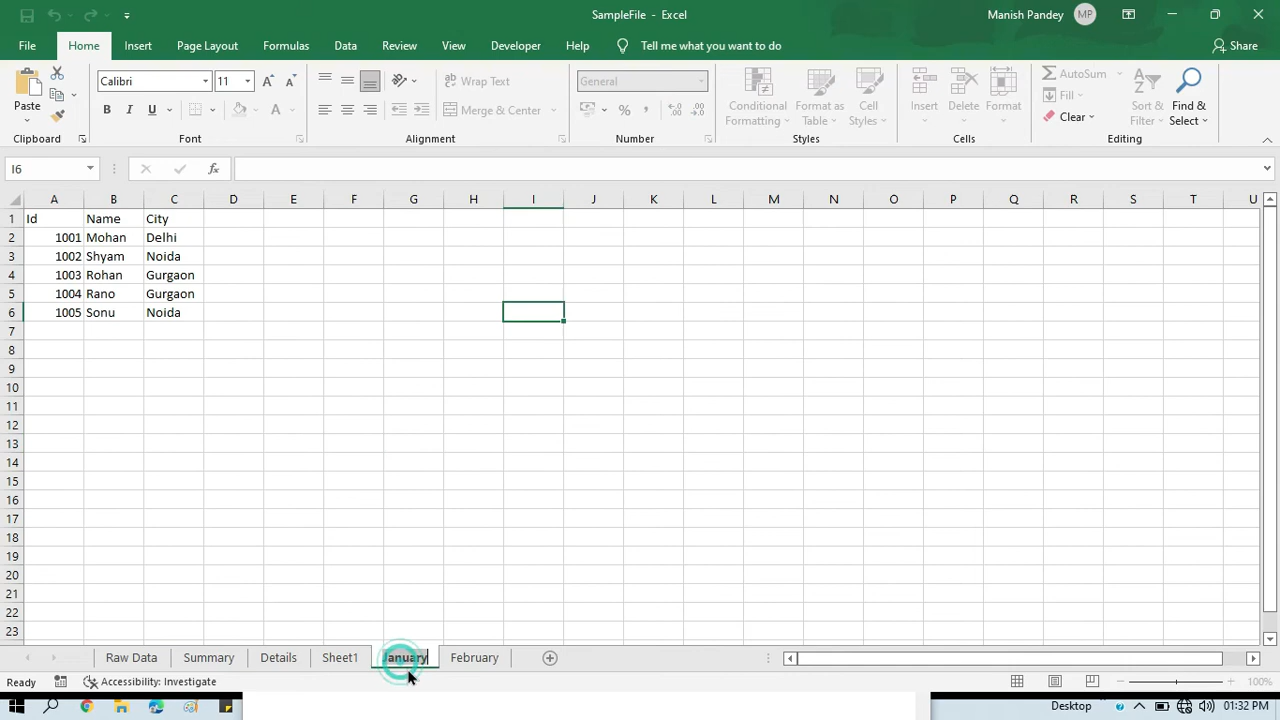 SampleFile - Excel
Manish Pandey MP
File Home Insert Page Layout Formulas Data Review View Developer Help Tell me what you want to do Share
Calibri 11 Wrap Text General AutoSum
Paste Conditional Format as Cell Insert Delete Format Fill Sort & Find &
B I U Merge & Center % Formatting Table Styles Clear Filter Select
Clipboard Font Alignment Number Styles Cells Editing
I6 fx
A B C D E F G H I J K L M N O P Q R S T U
1 Id Name City
2 1001 Mohan Delhi
3 1002 Shyam Noida
4 1003 Rohan Gurgaon
5 1004 Rano Gurgaon
6 1005 Sonu Noida
7
8
9
10
11
12
13
14
15
16
17
18
19
20
21
22
23
Raw Data Summary Details Sheet1 January February
Ready Accessibility: Investigate 100%
Desktop 01:32 PM